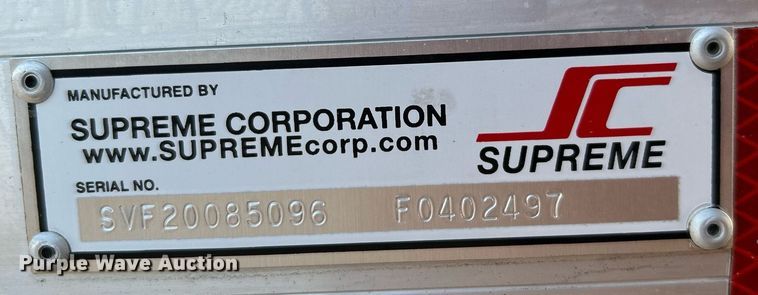 MANUFACTURED BY
SUPREME CORPORATION
www.SUPREMEcorp.com
SC
SUPREME
SERIAL NO.
SVF20085096 F0402497
Purple Wave Auction